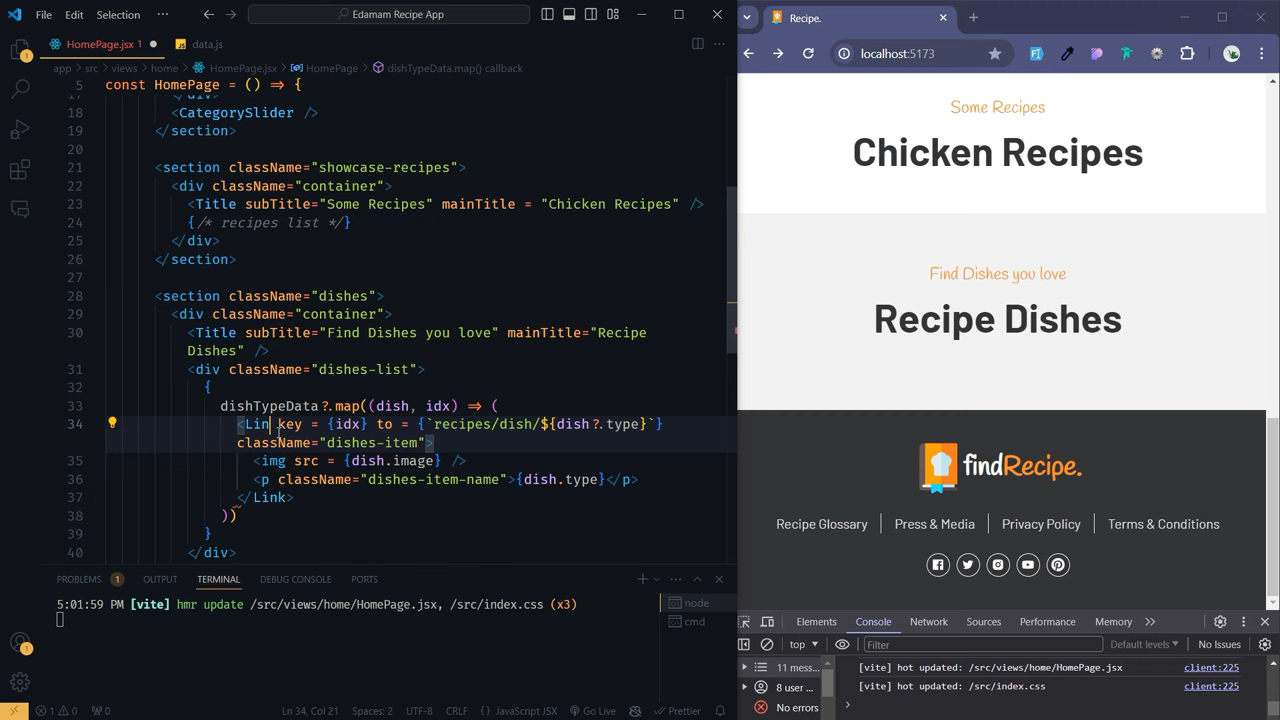 File Edit Selection ··· Edamam Recipe App
HomePage.jsx 1 data.js
app > src > views > home > HomePage.jsx > HomePage > dishTypeData.map() callback
5 const HomePage = () => {
17 </div>
18 <CategorySlider />
19 </section>
20
21 <section className="showcase-recipes">
22 <div className="container">
23 <Title subTitle="Some Recipes" mainTitle = "Chicken Recipes" />
24 {/* recipes list */}
25 </div>
26 </section>
27
28 <section className="dishes">
29 <div className="container">
30 <Title subTitle="Find Dishes you love" mainTitle="Recipe
Dishes" />
31 <div className="dishes-list">
32 {
33 dishTypeData?.map((dish, idx) => (
34 <Lin key = {idx} to = {`recipes/dish/${dish?.type}`}
className="dishes-item">
35 <img src = {dish.image} />
36 <p className="dishes-item-name">{dish.type}</p>
37 </Link>
38 ))
39 }
40 </div>
PROBLEMS 1 OUTPUT TERMINAL DEBUG CONSOLE PORTS
5:01:59 PM [vite] hmr update /src/views/home/HomePage.jsx, /src/index.css (x3)
node
cmd
1 0 0 Ln 34, Col 21 Spaces: 2 UTF-8 CRLF {} JavaScript JSX Go Live Prettier
Recipe.
localhost:5173
Some Recipes
Chicken Recipes
Find Dishes you love
Recipe Dishes
findRecipe.
Recipe Glossary Press & Media Privacy Policy Terms & Conditions
Elements Console Network Sources Performance Memory
top Filter Default levels No Issues
11 mess... [vite] hot updated: /src/views/home/HomePage.jsx client:225
8 user ... [vite] hot updated: /src/index.css client:225
No errors